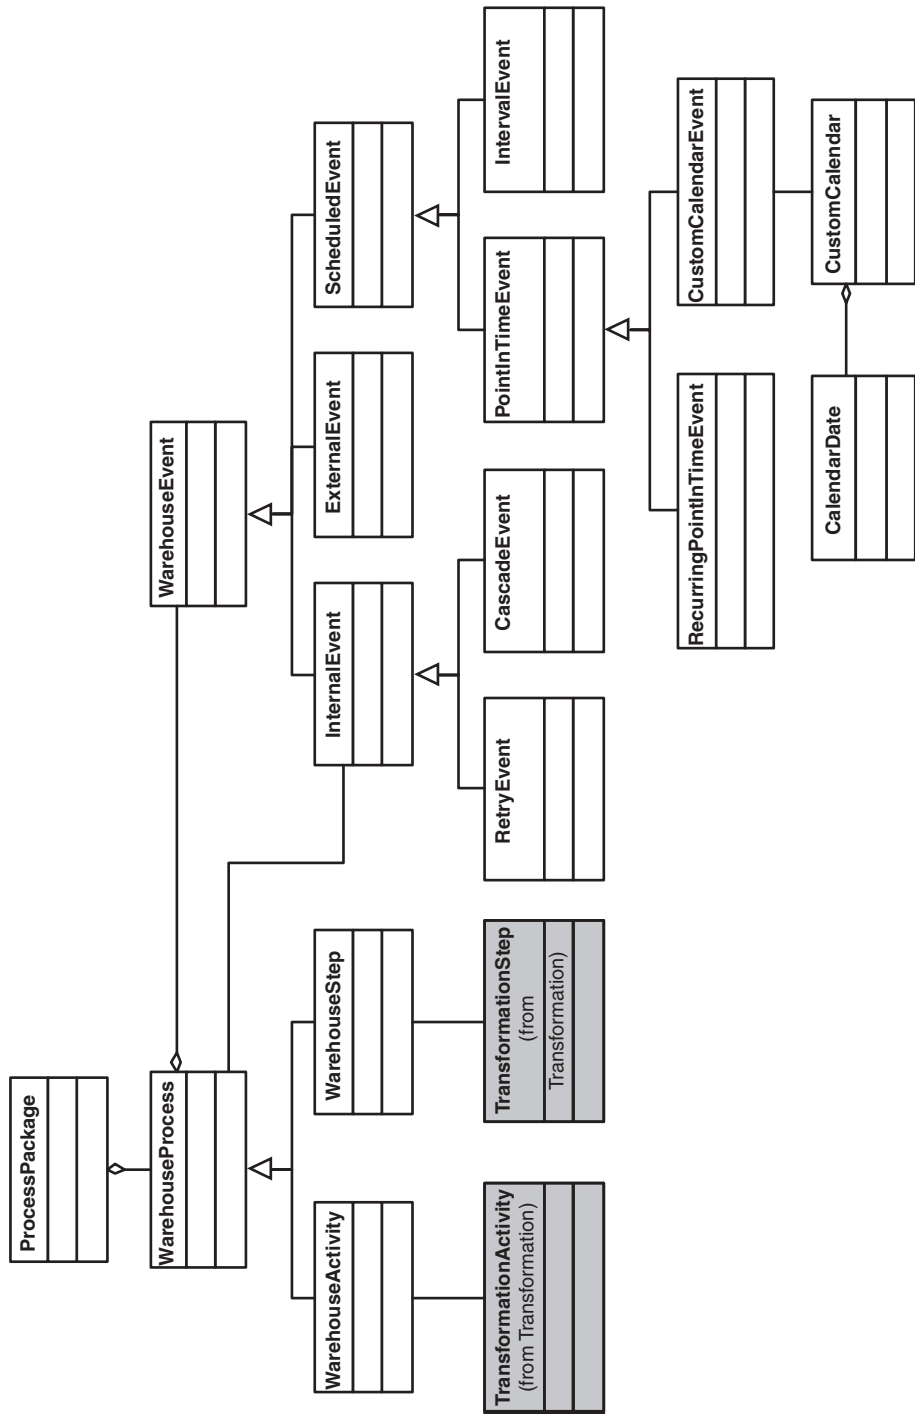 ProcessPackage
WarehouseProcess
WarehouseEvent
WarehouseActivity
WarehouseStep
InternalEvent
ExternalEvent
ScheduledEvent
TransformationActivity
(from Transformation)
TransformationStep
(from
Transformation)
RetryEvent
CascadeEvent
PointInTimeEvent
IntervalEvent
RecurringPointInTimeEvent
CustomCalendarEvent
CalendarDate
CustomCalendar